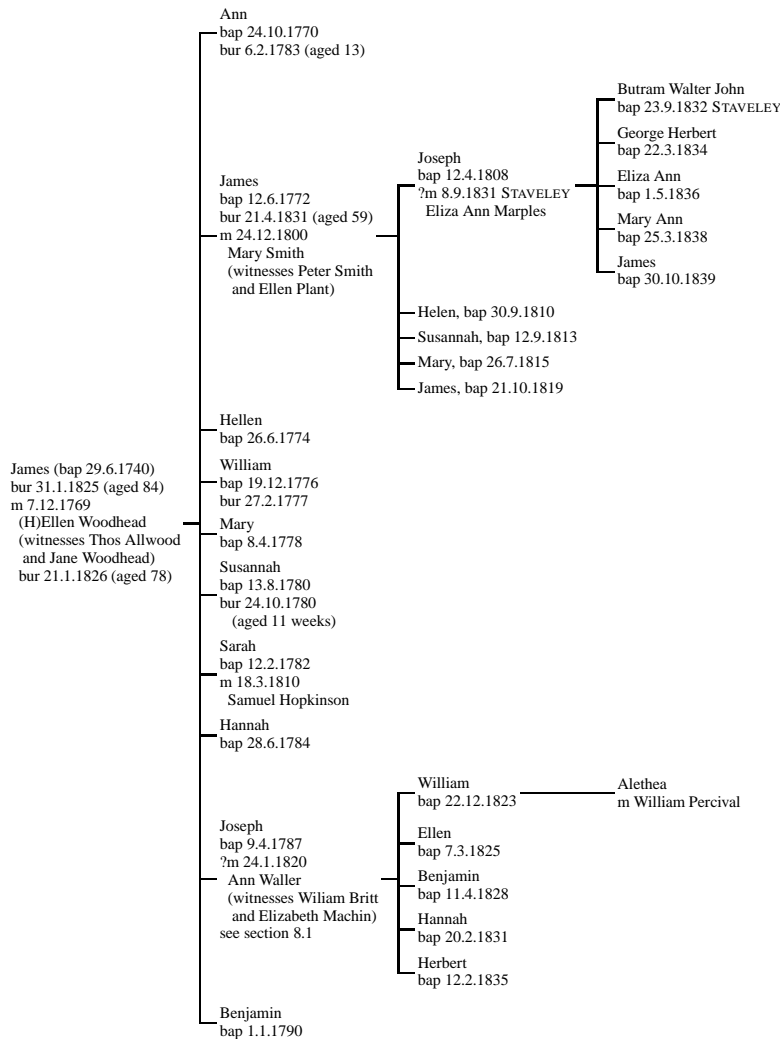 James (bap 29.6.1740)
bur 31.1.1825 (aged 84)
m 7.12.1769
(H)Ellen Woodhead
(witnesses Thos Allwood
and Jane Woodhead)
bur 21.1.1826 (aged 78)
Ann
bap 24.10.1770
bur 6.2.1783 (aged 13)
James
bap 12.6.1772
bur 21.4.1831 (aged 59)
m 24.12.1800
Mary Smith
(witnesses Peter Smith
and Ellen Plant)
Joseph
bap 12.4.1808
?m 8.9.1831 STAVELEY
Eliza Ann Marples
Butram Walter John
bap 23.9.1832 STAVELEY
George Herbert
bap 22.3.1834
Eliza Ann
bap 1.5.1836
Mary Ann
bap 25.3.1838
James
bap 30.10.1839
Helen, bap 30.9.1810
Susannah, bap 12.9.1813
Mary, bap 26.7.1815
James, bap 21.10.1819
Hellen
bap 26.6.1774
William
bap 19.12.1776
bur 27.2.1777
Mary
bap 8.4.1778
Susannah
bap 13.8.1780
bur 24.10.1780
(aged 11 weeks)
Sarah
bap 12.2.1782
m 18.3.1810
Samuel Hopkinson
Hannah
bap 28.6.1784
Joseph
bap 9.4.1787
?m 24.1.1820
Ann Waller
(witnesses Wiliam Britt
and Elizabeth Machin)
see section 8.1
William
bap 22.12.1823
Alethea
m William Percival
Ellen
bap 7.3.1825
Benjamin
bap 11.4.1828
Hannah
bap 20.2.1831
Herbert
bap 12.2.1835
Benjamin
bap 1.1.1790